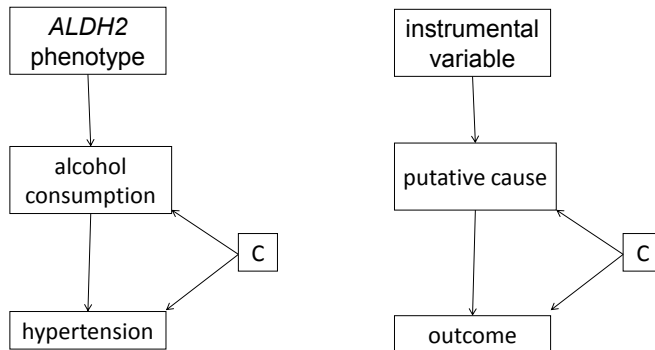 ALDH2
phenotype
alcohol
consumption
C
hypertension
instrumental
variable
putative cause
C
outcome